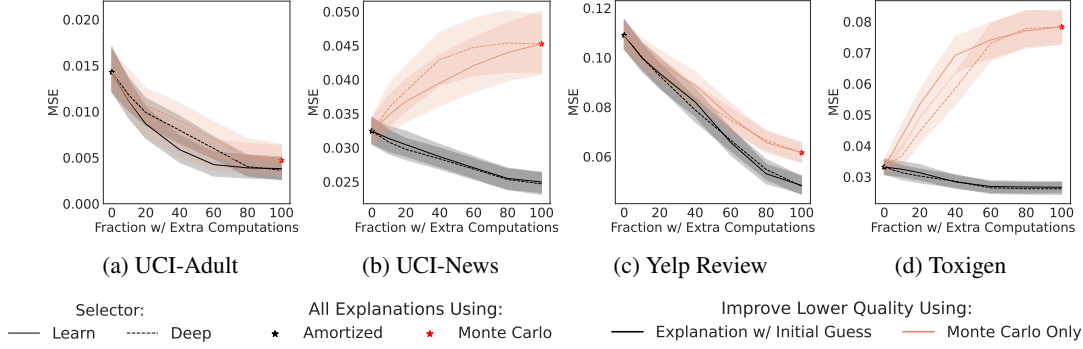 0.020
0.015
0.010
0.005
0.000
MSE
0 20 40 60 80 100
Fraction w/ Extra Computations
(a) UCI-Adult
0.050
0.045
0.040
0.035
0.030
0.025
MSE
0 20 40 60 80 100
Fraction w/ Extra Computations
(b) UCI-News
0.12
0.10
0.08
0.06
MSE
0 20 40 60 80 100
Fraction w/ Extra Computations
(c) Yelp Review
0.08
0.07
0.06
0.05
0.04
0.03
MSE
0 20 40 60 80 100
Fraction w/ Extra Computations
(d) Toxigen
Selector:
Learn Deep
All Explanations Using:
Amortized Monte Carlo
Improve Lower Quality Using:
Explanation w/ Initial Guess Monte Carlo Only